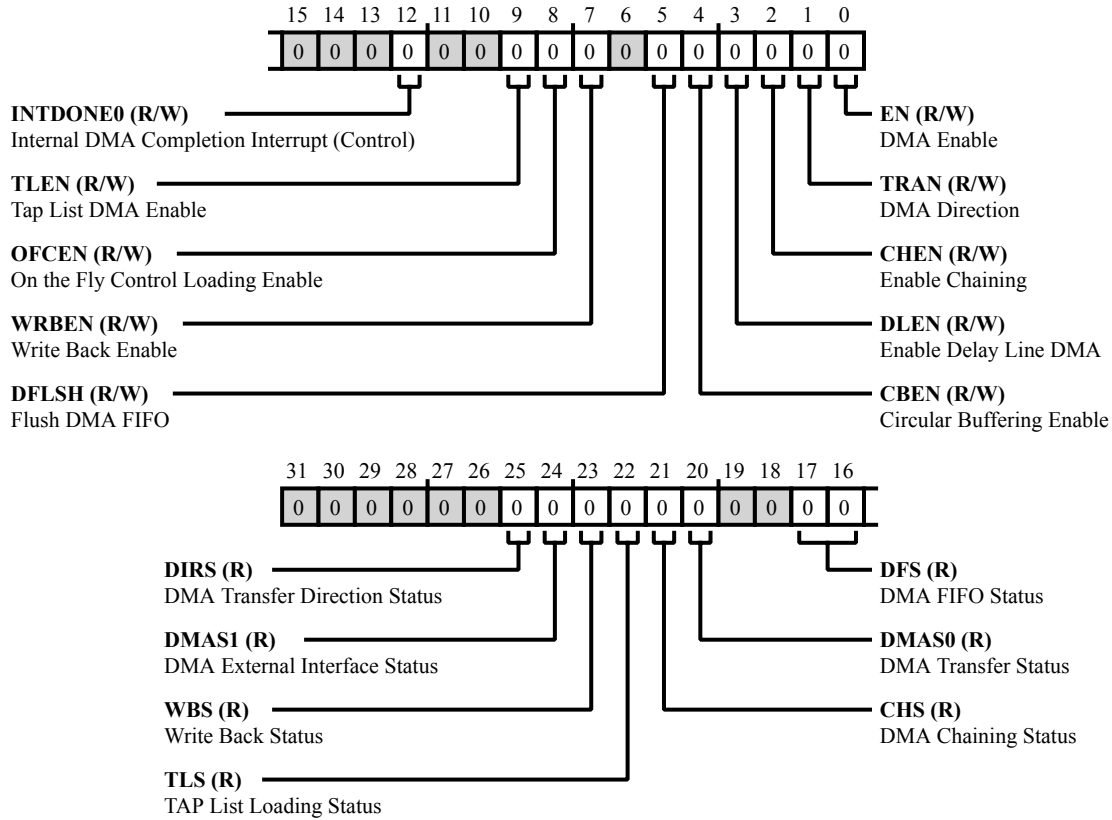 15 14 13 12 11 10 9 8 7 6 5 4 3 2 1 0
0 0 0 0 0 0 0 0 0 0 0 0 0 0 0 0
INTDONE0 (R/W)
Internal DMA Completion Interrupt (Control)
TLEN (R/W)
Tap List DMA Enable
OFCEN (R/W)
On the Fly Control Loading Enable
WRBEN (R/W)
Write Back Enable
DFLSH (R/W)
Flush DMA FIFO
EN (R/W)
DMA Enable
TRAN (R/W)
DMA Direction
CHEN (R/W)
Enable Chaining
DLEN (R/W)
Enable Delay Line DMA
CBEN (R/W)
Circular Buffering Enable
31 30 29 28 27 26 25 24 23 22 21 20 19 18 17 16
0 0 0 0 0 0 0 0 0 0 0 0 0 0 0 0
DIRS (R)
DMA Transfer Direction Status
DMAS1 (R)
DMA External Interface Status
WBS (R)
Write Back Status
TLS (R)
TAP List Loading Status
DFS (R)
DMA FIFO Status
DMAS0 (R)
DMA Transfer Status
CHS (R)
DMA Chaining Status